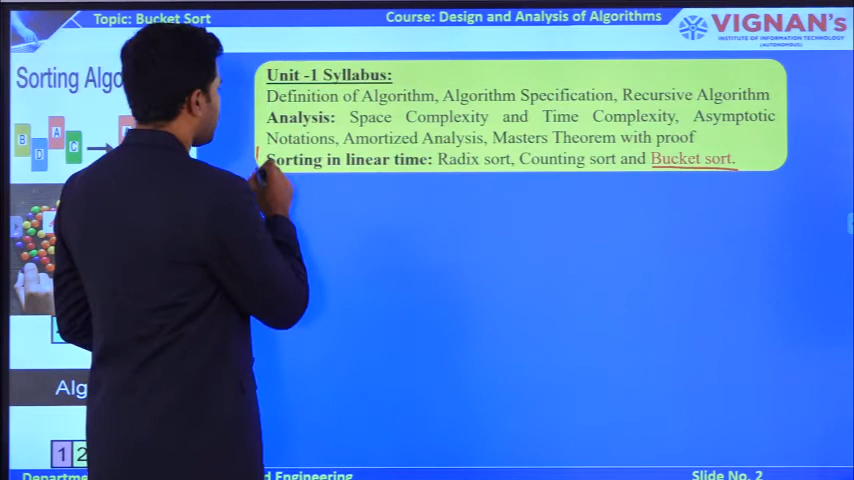 Topic: Bucket Sort
Course: Design and Analysis of Algorithms
VIGNAN's
INSTITUTE OF INFORMATION TECHNOLOGY
(AUTONOMOUS)
Sorting Algo
B D A C A
Unit -1 Syllabus:
Definition of Algorithm, Algorithm Specification, Recursive Algorithm
Analysis: Space Complexity and Time Complexity, Asymptotic
Notations, Amortized Analysis, Masters Theorem with proof
Sorting in linear time: Radix sort, Counting sort and Bucket sort.
Alg
1 2
Departme d Engineering
Slide No. 2